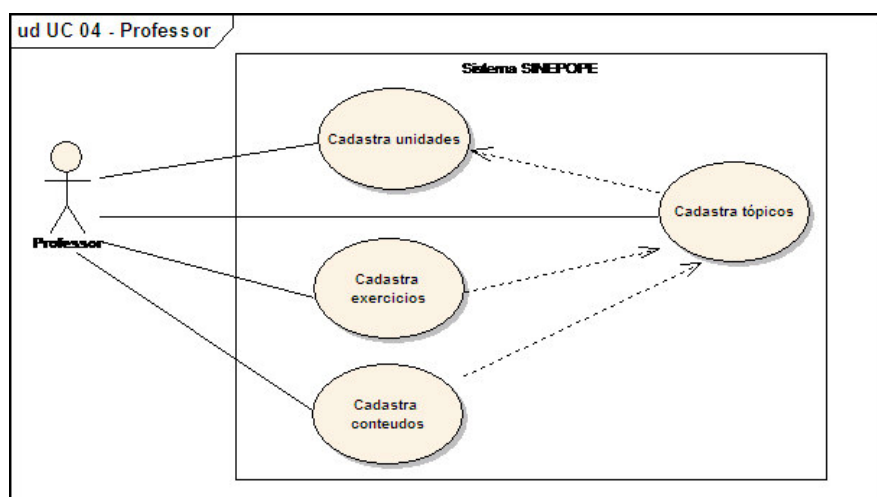 ud UC 04 - Professor
Sistema SINEPOPE
Cadastra unidades
Cadastra tópicos
Professor
Cadastra
exercicios
Cadastra
conteudos